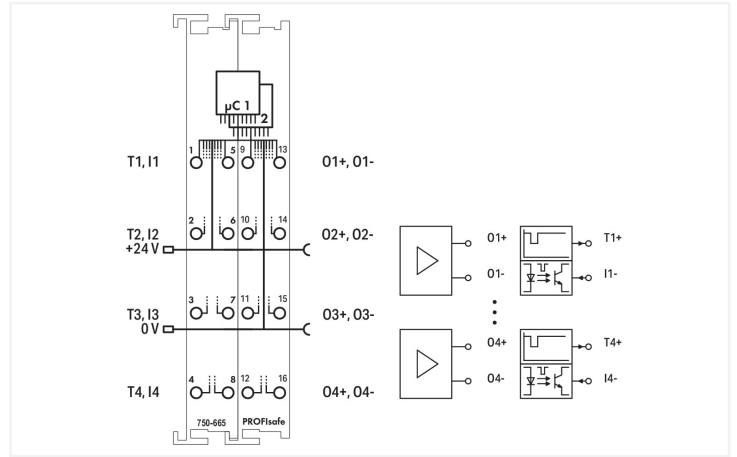 µC 1
2
1 5 9 13
T1, I1 O1+, O1-
2 6 10 14
T2, I2 O2+, O2-
+24 V
3 7 11 15
T3, I3 O3+, O3-
0 V
4 8 12 16
T4, I4 O4+, O4-
750-665 PROFIsafe
O1+ T1+
O1- I1-
O4+ T4+
O4- I4-